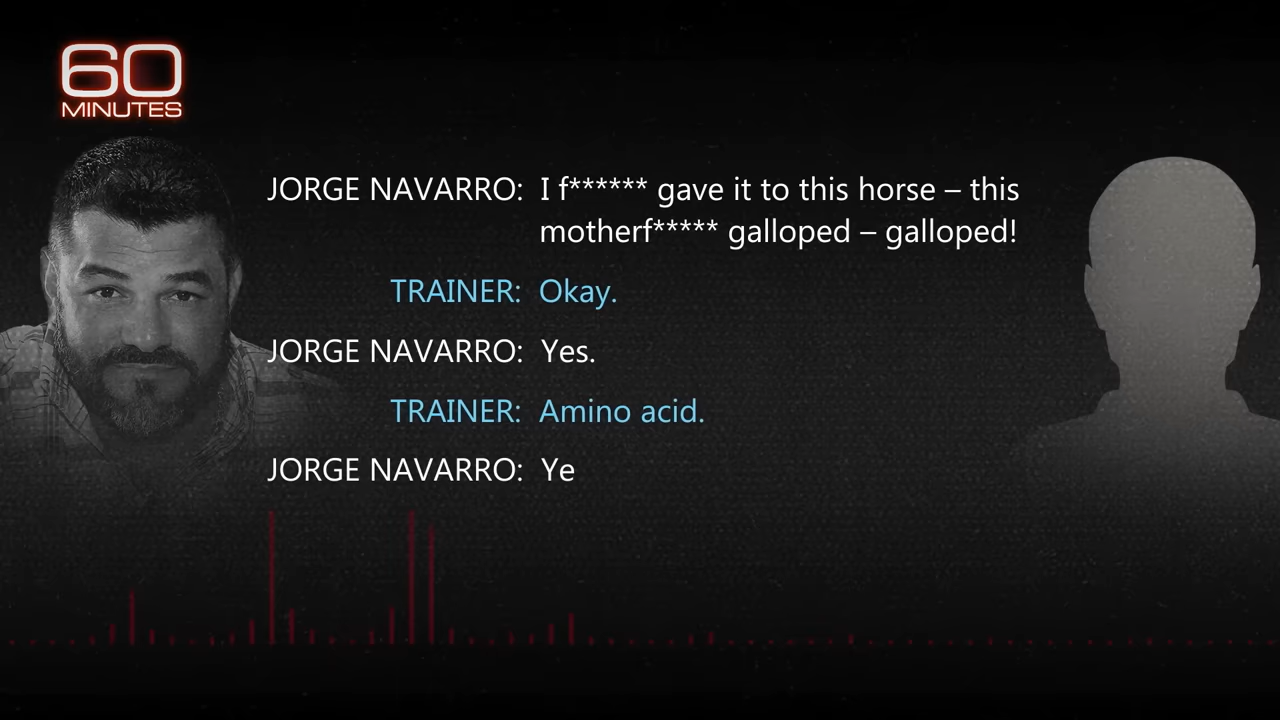 60
MINUTES
JORGE NAVARRO: I f****** gave it to this horse – this
motherf***** galloped – galloped!
TRAINER: Okay.
JORGE NAVARRO: Yes.
TRAINER: Amino acid.
JORGE NAVARRO: Ye